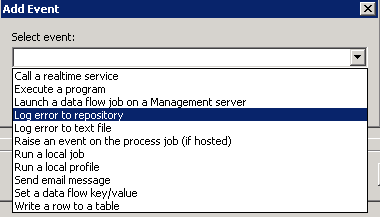 Add Event
Select event:
Call a realtime service
Execute a program
Launch a data flow job on a Management server
Log error to repository
Log error to text file
Raise an event on the process job (if hosted)
Run a local job
Run a local profile
Send email message
Set a data flow key/value
Write a row to a table